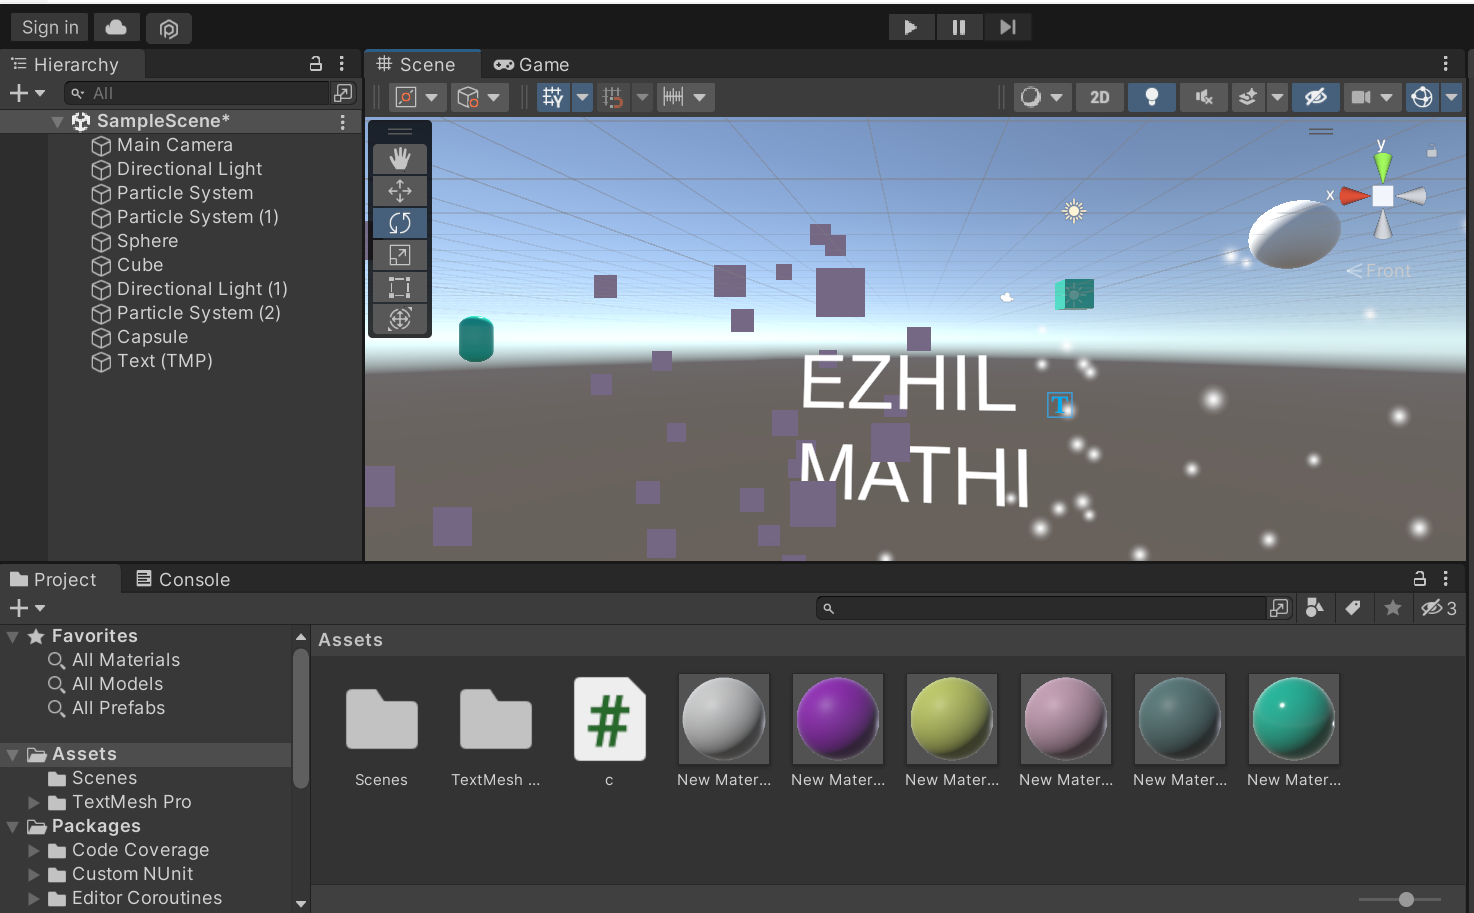 Sign in
Hierarchy
All
SampleScene*
Main Camera
Directional Light
Particle System
Particle System (1)
Sphere
Cube
Directional Light (1)
Particle System (2)
Capsule
Text (TMP)
Scene
Game
2D
y
x
Front
EZHIL
T
MATHI
Project
Console
3
Favorites
All Materials
All Models
All Prefabs
Assets
Scenes
TextMesh Pro
Packages
Code Coverage
Custom NUnit
Editor Coroutines
Assets
#
Scenes
TextMesh ...
c
New Mater...
New Mater...
New Mater...
New Mater...
New Mater...
New Mater...